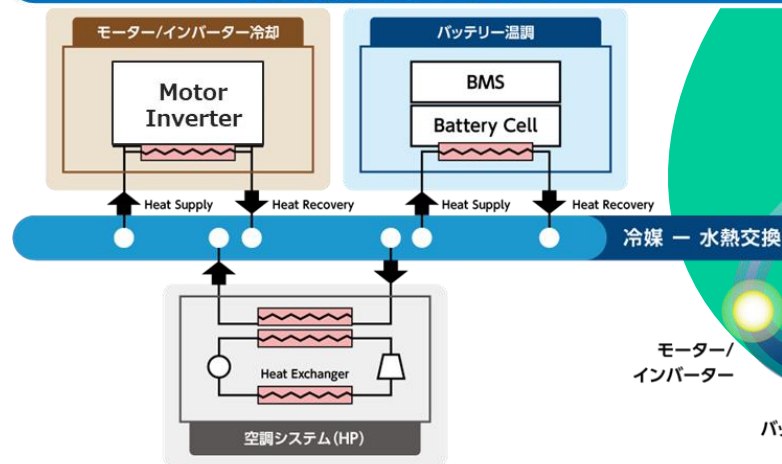 モーター/インバーター冷却
バッテリー温調
Motor
Inverter
BMS
Battery Cell
Heat Supply
Heat Recovery
Heat Supply
Heat Recovery
冷媒 ー 水熱交換
Heat Exchanger
空調システム(HP)
モーター/
インバーター